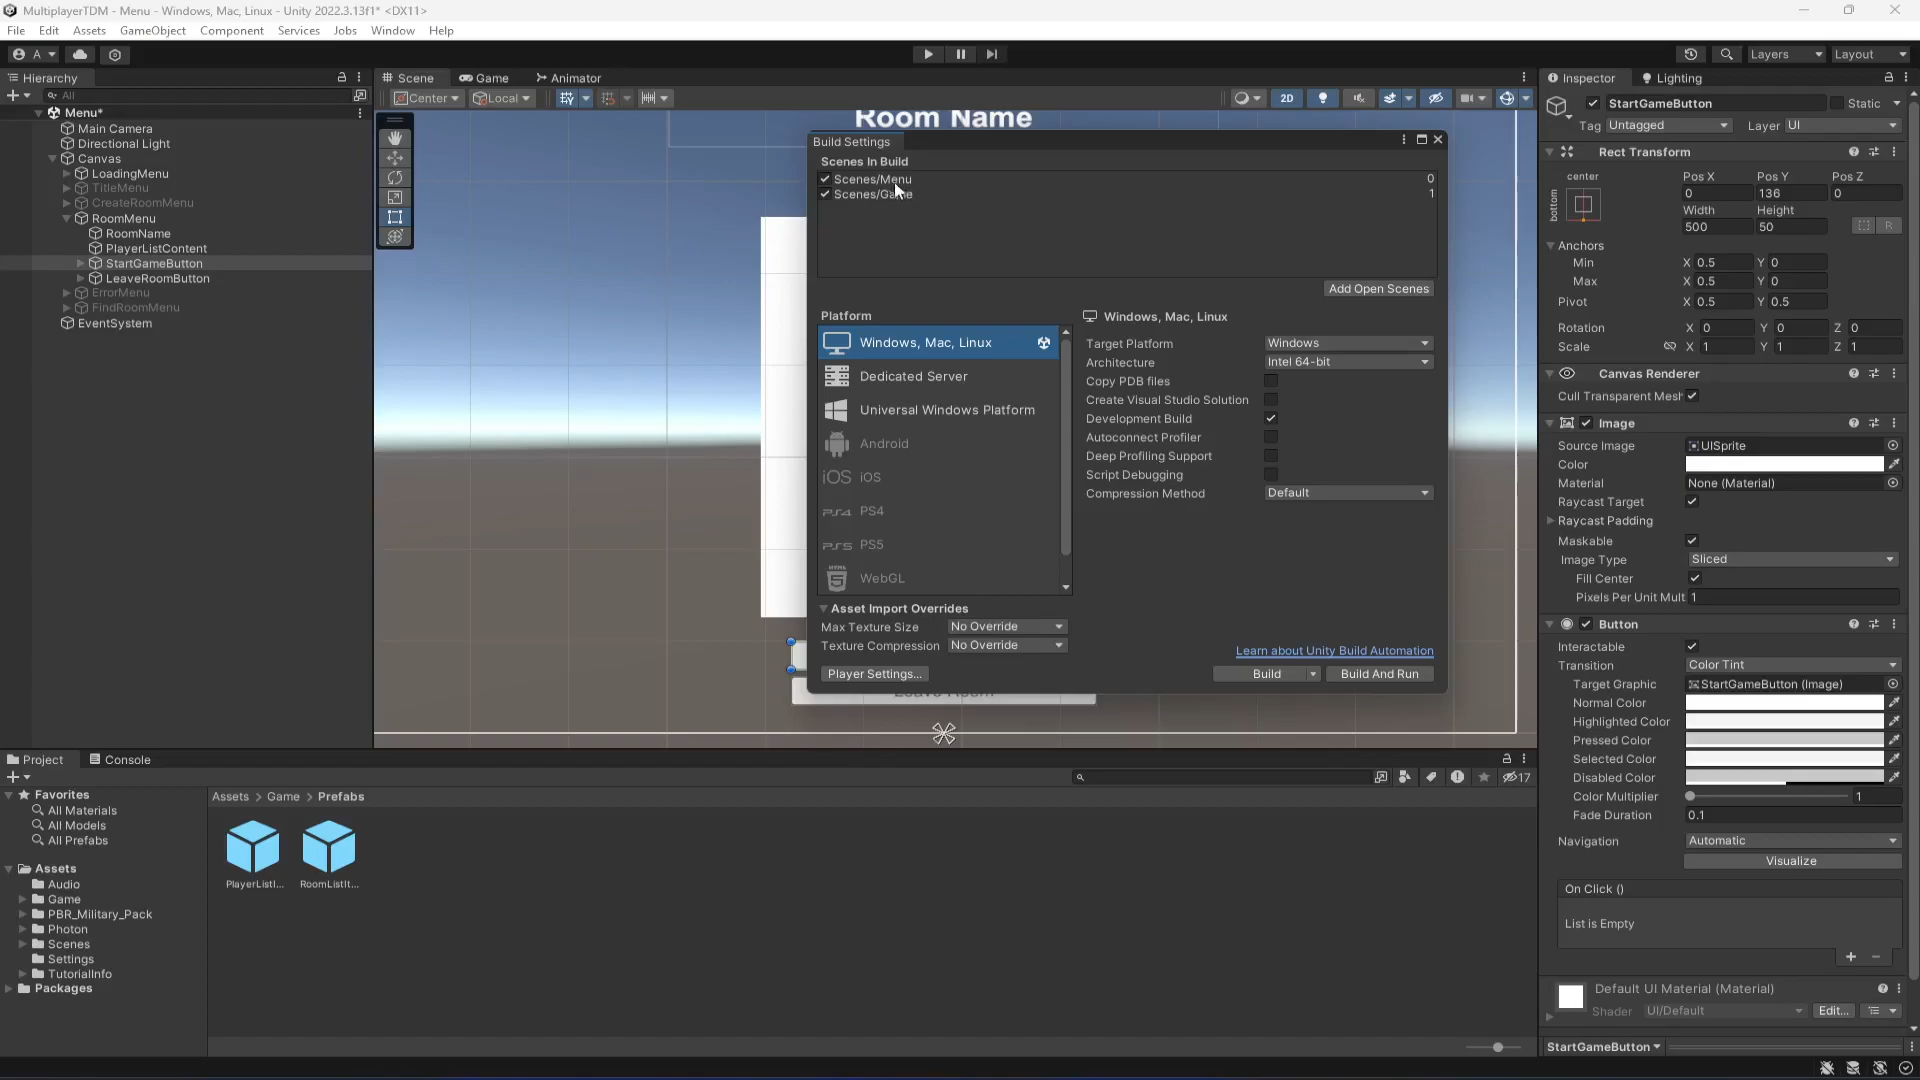 MultiplayerTDM - Menu - Windows, Mac, Linux - Unity 2022.3.13f1* <DX11>
File Edit Assets GameObject Component Services Jobs Window Help
A Layers Layout
Hierarchy
All
Menu*
Main Camera
Directional Light
Canvas
LoadingMenu
TitleMenu
CreateRoomMenu
RoomMenu
RoomName
PlayerListContent
StartGameButton
LeaveRoomButton
ErrorMenu
FindRoomMenu
EventSystem
Scene Game Animator
Center Local 2D
Room Name
Build Settings
Scenes In Build
Scenes/Menu 0
Scenes/Game 1
Add Open Scenes
Platform
Windows, Mac, Linux
Dedicated Server
Universal Windows Platform
Android
iOS iOS
PS4 PS4
PS5 PS5
HTML
WebGL
Windows, Mac, Linux
Target Platform Windows
Architecture Intel 64-bit
Copy PDB files
Create Visual Studio Solution
Development Build
Autoconnect Profiler
Deep Profiling Support
Script Debugging
Compression Method Default
Asset Import Overrides
Max Texture Size No Override
Texture Compression No Override
Learn about Unity Build Automation
Player Settings... Build Build And Run
Leave Room
Inspector Lighting
StartGameButton Static
Tag Untagged Layer UI
Rect Transform
center
bottom
Pos X Pos Y Pos Z
0 136 0
Width Height
500 50
R
Anchors
Min X 0.5 Y 0
Max X 0.5 Y 0
Pivot X 0.5 Y 0.5
Rotation X 0 Y 0 Z 0
Scale X 1 Y 1 Z 1
Canvas Renderer
Cull Transparent Mesh
Image
Source Image UISprite
Color
Material None (Material)
Raycast Target
Raycast Padding
Maskable
Image Type Sliced
Fill Center
Pixels Per Unit Mult 1
Button
Interactable
Transition Color Tint
Target Graphic StartGameButton (Image)
Normal Color
Highlighted Color
Pressed Color
Selected Color
Disabled Color
Color Multiplier 1
Fade Duration 0.1
Navigation Automatic
Visualize
On Click ()
List is Empty
Default UI Material (Material)
Shader UI/Default Edit...
StartGameButton
Project Console
17
Favorites
All Materials
All Models
All Prefabs
Assets
Audio
Game
PBR_Military_Pack
Photon
Scenes
Settings
TutorialInfo
Packages
Assets > Game > Prefabs
PlayerListI... RoomListIt...